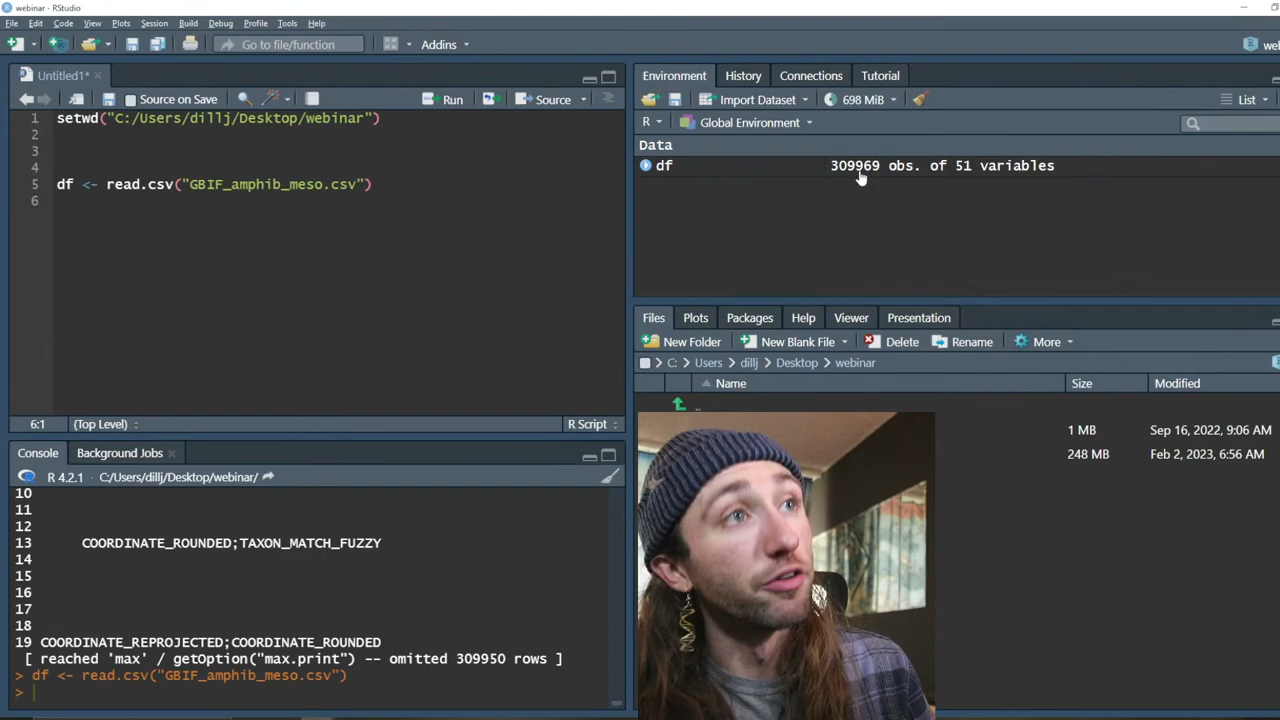 webinar - RStudio
File Edit Code View Plots Session Build Debug Profile Tools Help
Go to file/function Addins
Untitled1*
Source on Save Run Source
1 setwd("C:/Users/dillj/Desktop/webinar")
2
3
4
5 df <- read.csv("GBIF_amphib_meso.csv")
6
6:1 (Top Level) R Script
Console Background Jobs
R 4.2.1 C:/Users/dillj/Desktop/webinar/
10
11
12
13 COORDINATE_ROUNDED;TAXON_MATCH_FUZZY
14
15
16
17
18
19 COORDINATE_REPROJECTED;COORDINATE_ROUNDED
[ reached 'max' / getOption("max.print") -- omitted 309950 rows ]
> df <- read.csv("GBIF_amphib_meso.csv")
>
Environment History Connections Tutorial
Import Dataset 698 MiB List
R Global Environment
Data
df 309969 obs. of 51 variables
Files Plots Packages Help Viewer Presentation
New Folder New Blank File Delete Rename More
C: > Users > dillj > Desktop > webinar
Name Size Modified
..
1 MB Sep 16, 2022, 9:06 AM
248 MB Feb 2, 2023, 6:56 AM